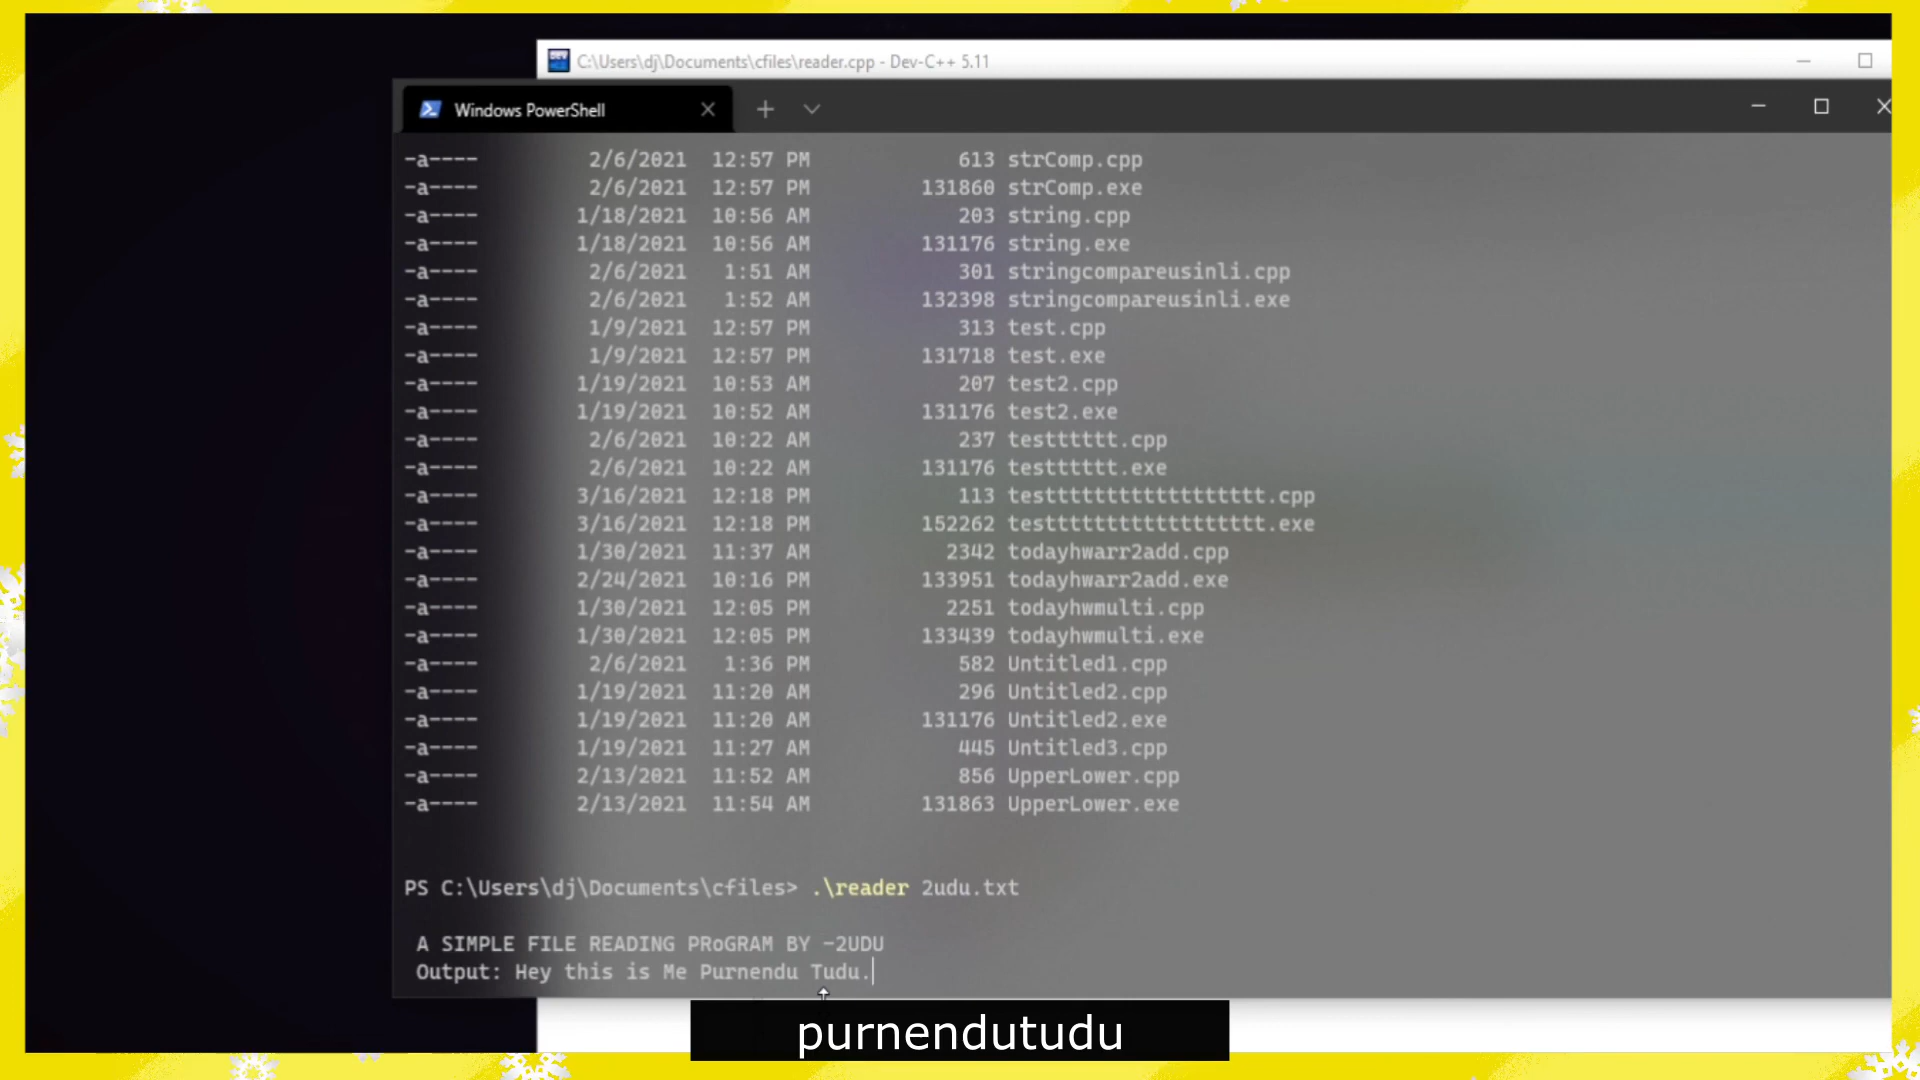 C:\Users\dj\Documents\cfiles\reader.cpp - Dev-C++ 5.11
Windows PowerShell
-a---- 2/6/2021 12:57 PM 613 strComp.cpp
-a---- 2/6/2021 12:57 PM 131860 strComp.exe
-a---- 1/18/2021 10:56 AM 203 string.cpp
-a---- 1/18/2021 10:56 AM 131176 string.exe
-a---- 2/6/2021 1:51 AM 301 stringcompareusinli.cpp
-a---- 2/6/2021 1:52 AM 132398 stringcompareusinli.exe
-a---- 1/9/2021 12:57 PM 313 test.cpp
-a---- 1/9/2021 12:57 PM 131718 test.exe
-a---- 1/19/2021 10:53 AM 207 test2.cpp
-a---- 1/19/2021 10:52 AM 131176 test2.exe
-a---- 2/6/2021 10:22 AM 237 testttttt.cpp
-a---- 2/6/2021 10:22 AM 131176 testttttt.exe
-a---- 3/16/2021 12:18 PM 113 testttttttttttttttttt.cpp
-a---- 3/16/2021 12:18 PM 152262 testttttttttttttttttt.exe
-a---- 1/30/2021 11:37 AM 2342 todayhwarr2add.cpp
-a---- 2/24/2021 10:16 PM 133951 todayhwarr2add.exe
-a---- 1/30/2021 12:05 PM 2251 todayhwmulti.cpp
-a---- 1/30/2021 12:05 PM 133439 todayhwmulti.exe
-a---- 2/6/2021 1:36 PM 582 Untitled1.cpp
-a---- 1/19/2021 11:20 AM 296 Untitled2.cpp
-a---- 1/19/2021 11:20 AM 131176 Untitled2.exe
-a---- 1/19/2021 11:27 AM 445 Untitled3.cpp
-a---- 2/13/2021 11:52 AM 856 UpperLower.cpp
-a---- 2/13/2021 11:54 AM 131863 UpperLower.exe
PS C:\Users\dj\Documents\cfiles> .\reader 2udu.txt
A SIMPLE FILE READING PRoGRAM BY -2UDU
Output: Hey this is Me Purnendu Tudu.
purnendutudu